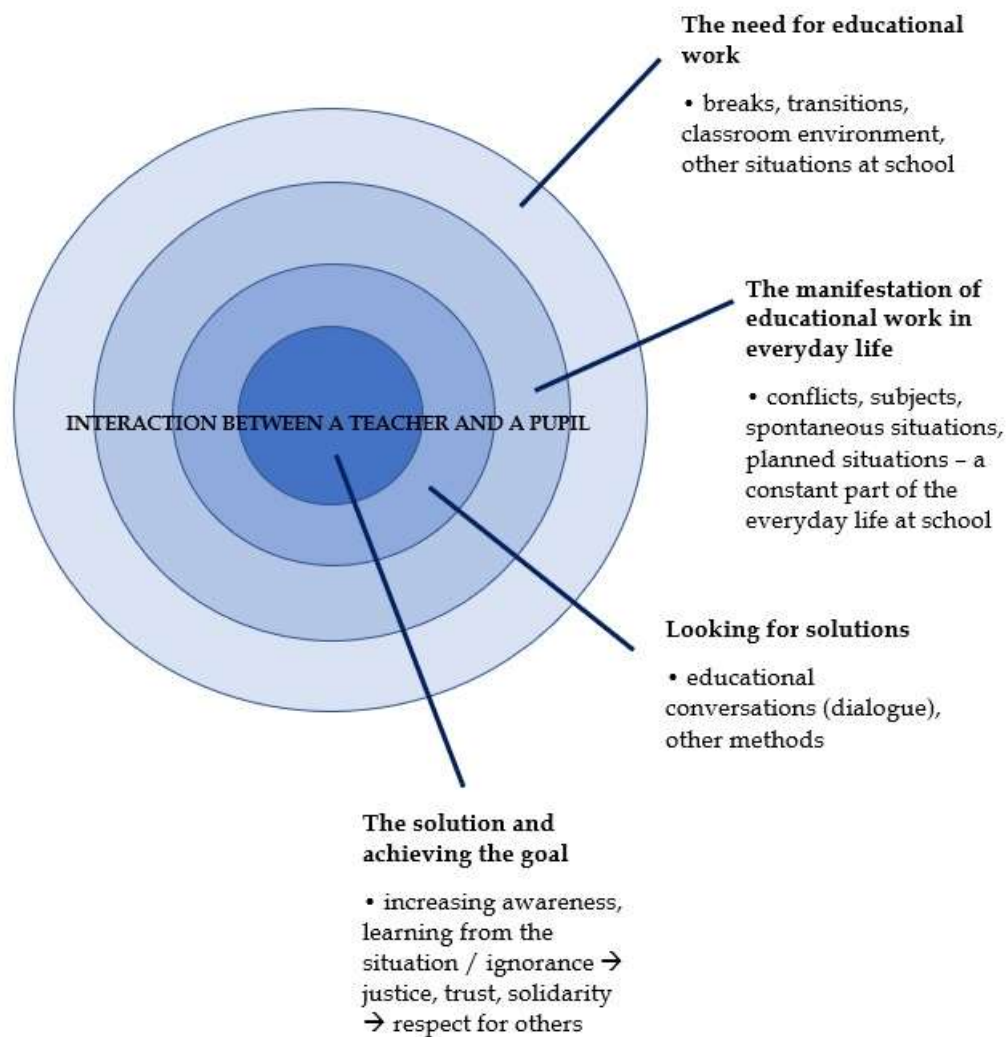 The need for educational
work
• breaks, transitions,
classroom environment,
other situations at school
The manifestation of
educational work in
everyday life
• conflicts, subjects,
spontaneous situations,
planned situations – a
constant part of the
everyday life at school
INTERACTION BETWEEN A TEACHER AND A PUPIL
Looking for solutions
• educational
conversations (dialogue),
other methods
The solution and
achieving the goal
• increasing awareness,
learning from the
situation / ignorance →
justice, trust, solidarity
→ respect for others